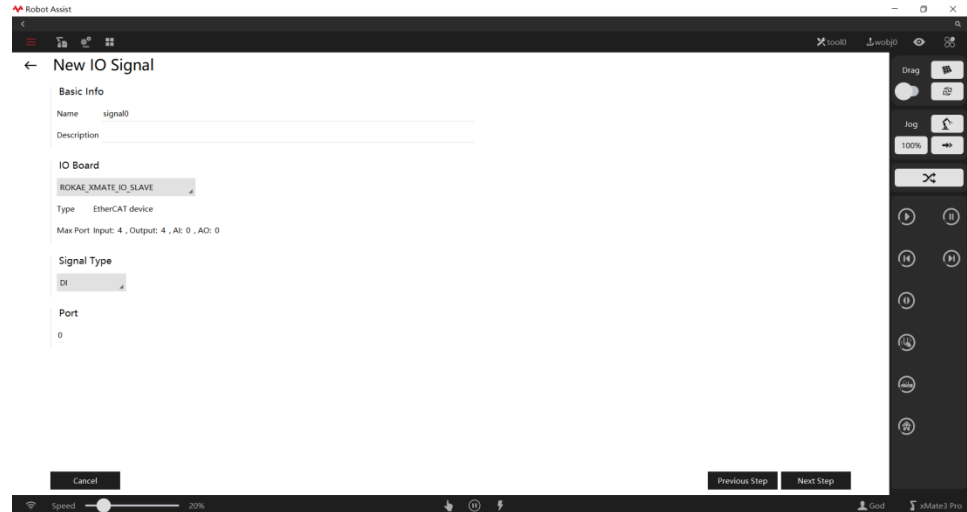 Robot Assist
tool0
wobj0
New IO Signal
Basic Info
Name signal0
Description
IO Board
ROKAE_XMATE_IO_SLAVE
Type EtherCAT device
Max Port Input: 4 , Output: 4 , AI: 0 , AO: 0
Signal Type
DI
Port
0
Drag
Jog
100%
Cancel
Previous Step
Next Step
Speed
20%
God
xMate3 Pro